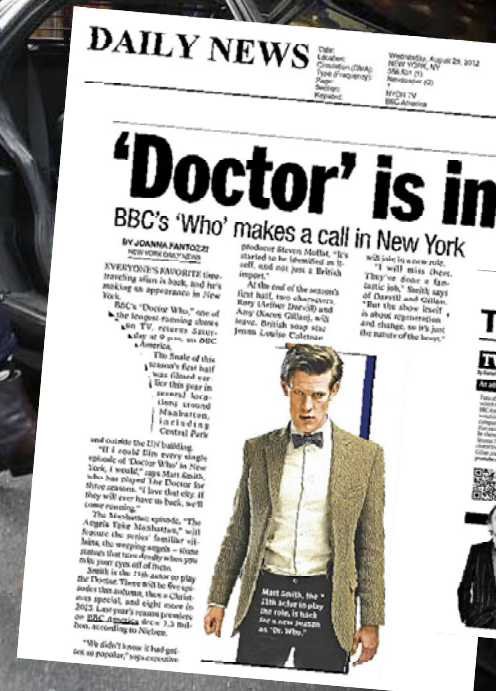 DAILY NEWS
Date:
Location:
Circulation (DMA):
Type (Frequency):
Page:
Section:
Keyword:
Wednesday, August 29, 2012
NEW YORK, NY
Newspaper (D)
NYCR TV
BBC America
'Doctor' is in
BBC's 'Who' makes a call in New York
BY JOANNA FANTOZZI
NEW YORK DAILY NEWS
EVERYONE'S FAVORITE time-
traveling alien is back, and he's
making an appearance in New
York.
BBC's "Doctor Who," one of
the longest-running shows
on TV, returns Satur-
day at 9 p.m. on BBC
America.
The finale of this
season's first half
was filmed ear-
lier this year in
several loca-
tions around
Manhattan,
including
Central Park
and outside the UN building.
"If I could film every single
episode of 'Doctor Who' in New
York, I would," says Matt Smith,
who has played The Doctor for
three seasons. "I love that city. If
they will ever have us back, we'll
come running."
The Manhattan episode, "The
Angels Take Manhattan," will
feature the series' familiar vil-
lains, the weeping angels – stone
statues that turn deadly when you
take your eyes off of them.
Smith is the 11th actor to play
the Doctor. There will be five epi-
sodes this autumn, then a Christ-
mas special, and eight more in
2013. Last year's season premiere
on BBC America drew 1.3 mil-
lion, according to Nielsen.
"We didn't know it had got-
ten so popular," says executive
producer Steven Moffat. "It's
started to be identified as it-
self, and not just a British
import."
At the end of the season's
first half, two characters,
Rory (Arthur Darvill) and
Amy (Karen Gillan), will
leave. British soap star
Jenna Louise Coleman
will join in a new role.
"I will miss them.
They've done a fan-
tastic job," Smith says
of Darvill and Gillan.
"But the show itself
is about regeneration
and change, so it's just
the nature of the beast."
Matt Smith, the
11th actor to play
the role, is back
for a new season
as "Dr. Who."
T
TV